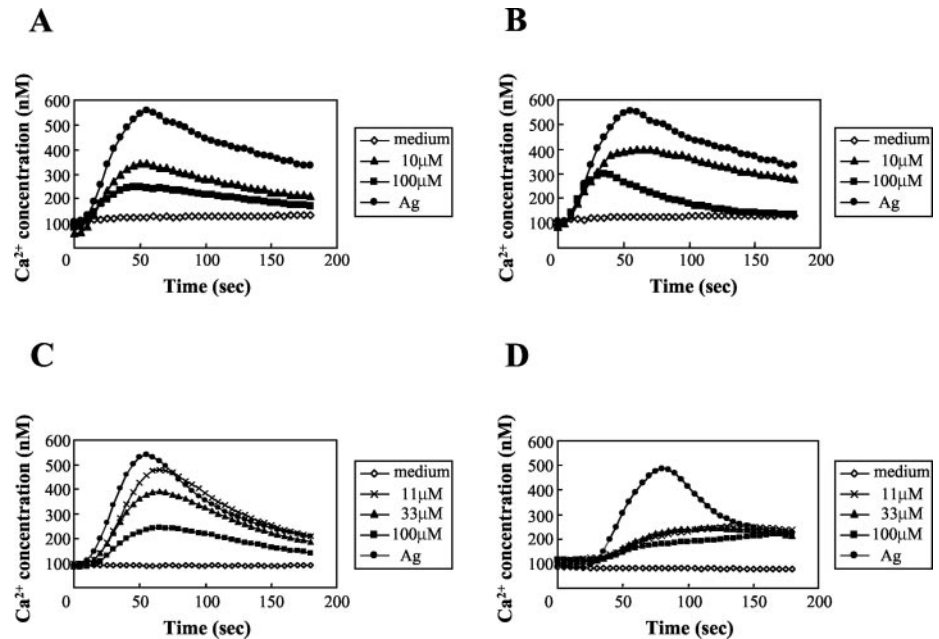 A
Ca²⁺ concentration (nM)
600
500
400
300
200
100
0
0 50 100 150 200
Time (sec)
medium
10μM
100μM
Ag
B
Ca²⁺ concentration (nM)
600
500
400
300
200
100
0
0 50 100 150 200
Time (sec)
medium
10μM
100μM
Ag
C
Ca²⁺ concentration (nM)
600
500
400
300
200
100
0
0 50 100 150 200
Time (sec)
medium
11μM
33μM
100μM
Ag
D
Ca²⁺ concentration (nM)
600
500
400
300
200
100
0
0 50 100 150 200
Time (sec)
medium
11μM
33μM
100μM
Ag